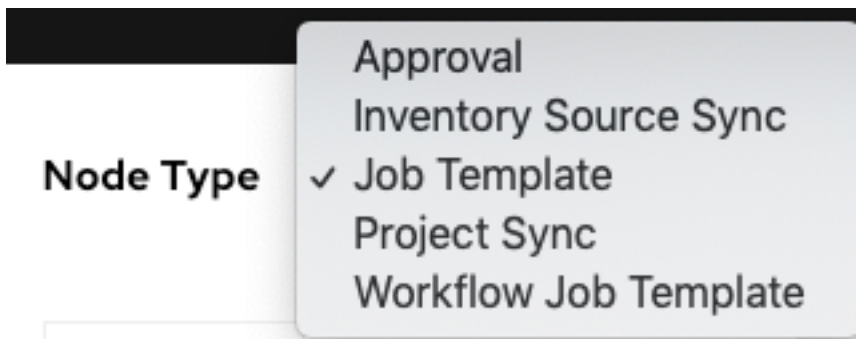 Approval
Inventory Source Sync
Node Type ✓ Job Template
Project Sync
Workflow Job Template